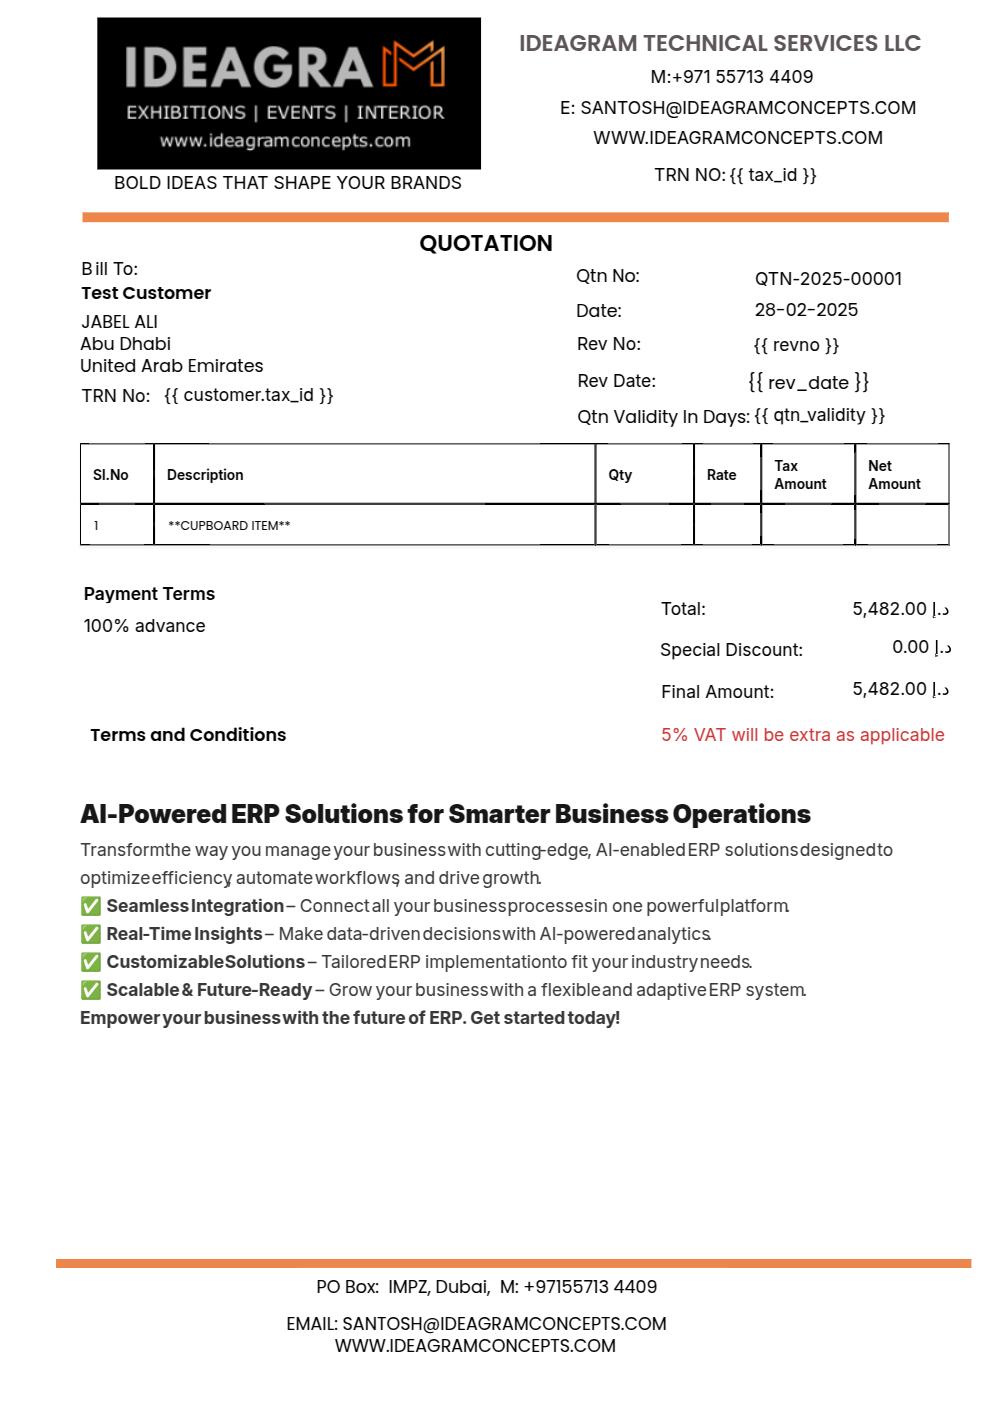 IDEAGRAM
EXHIBITIONS | EVENTS | INTERIOR
www.ideagramconcepts.com
BOLD IDEAS THAT SHAPE YOUR BRANDS
IDEAGRAM TECHNICAL SERVICES LLC
M:+971 55713 4409
E: SANTOSH@IDEAGRAMCONCEPTS.COM
WWW.IDEAGRAMCONCEPTS.COM
TRN NO: {{ tax_id }}
QUOTATION
Bill To:
Test Customer
JABEL ALI
Abu Dhabi
United Arab Emirates
TRN No: {{ customer.tax_id }}
Qtn No: QTN-2025-00001
Date: 28-02-2025
Rev No: {{ revno }}
Rev Date: {{ rev_date }}
Qtn Validity In Days: {{ qtn_validity }}
Sl.No Description Qty Rate Tax Amount Net Amount
1 **CUPBOARD ITEM**
Payment Terms
100% advance
Total: 5,482.00 د.إ
Special Discount: 0.00 د.إ
Final Amount: 5,482.00 د.إ
Terms and Conditions
5% VAT will be extra as applicable
AI-Powered ERP Solutions for Smarter Business Operations
Transform the way you manage your business with cutting-edge, AI-enabled ERP solutions designed to
optimize efficiency, automate workflows, and drive growth.
✅ Seamless Integration – Connect all your business processes in one powerful platform.
✅ Real-Time Insights – Make data-driven decisions with AI-powered analytics.
✅ Customizable Solutions – Tailored ERP implementation to fit your industry needs.
✅ Scalable & Future-Ready – Grow your business with a flexible and adaptive ERP system.
Empower your business with the future of ERP. Get started today!
PO Box: IMPZ, Dubai, M: +97155713 4409
EMAIL: SANTOSH@IDEAGRAMCONCEPTS.COM
WWW.IDEAGRAMCONCEPTS.COM